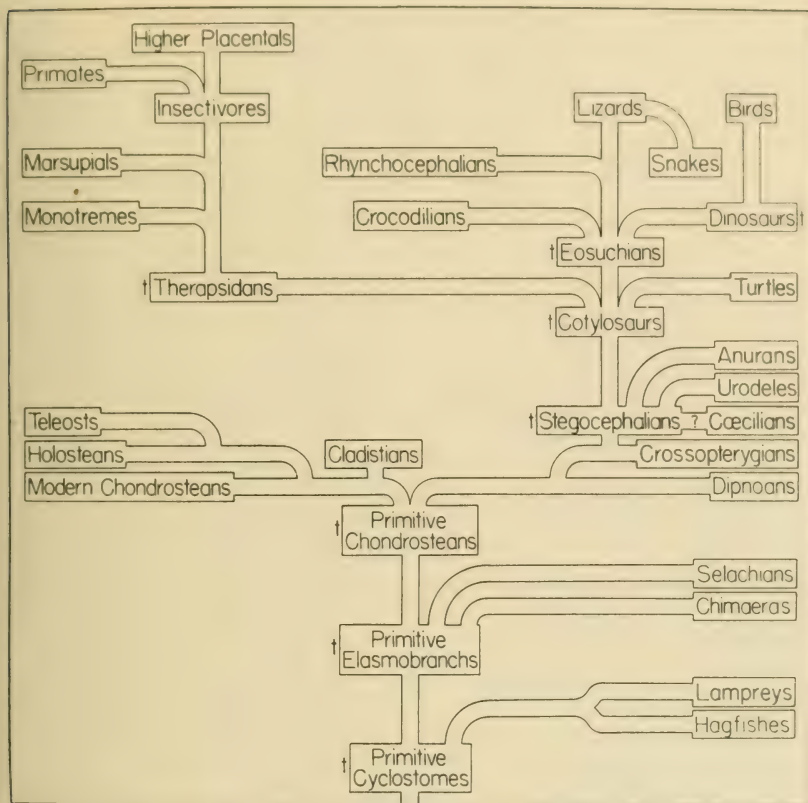 Higher Placentals
Primates
Insectivores
Lizards
Birds
Marsupials
Rhynchocephalians
Snakes
Monotremes
Crocodilians
Dinosaurs†
†Eosuchians
†Therapsidans
Turtles
†Cotylosaurs
Anurans
Urodeles
Teleosts
†Stegocephalians ? Cœcilians
Holosteans
Cladistians
Crossopterygians
Modern Chondrosteans
Dipnoans
† Primitive
Chondrosteans
Selachians
Chimaeras
† Primitive
Elasmobranchs
Lampreys
Hagfishes
† Primitive
Cyclostomes